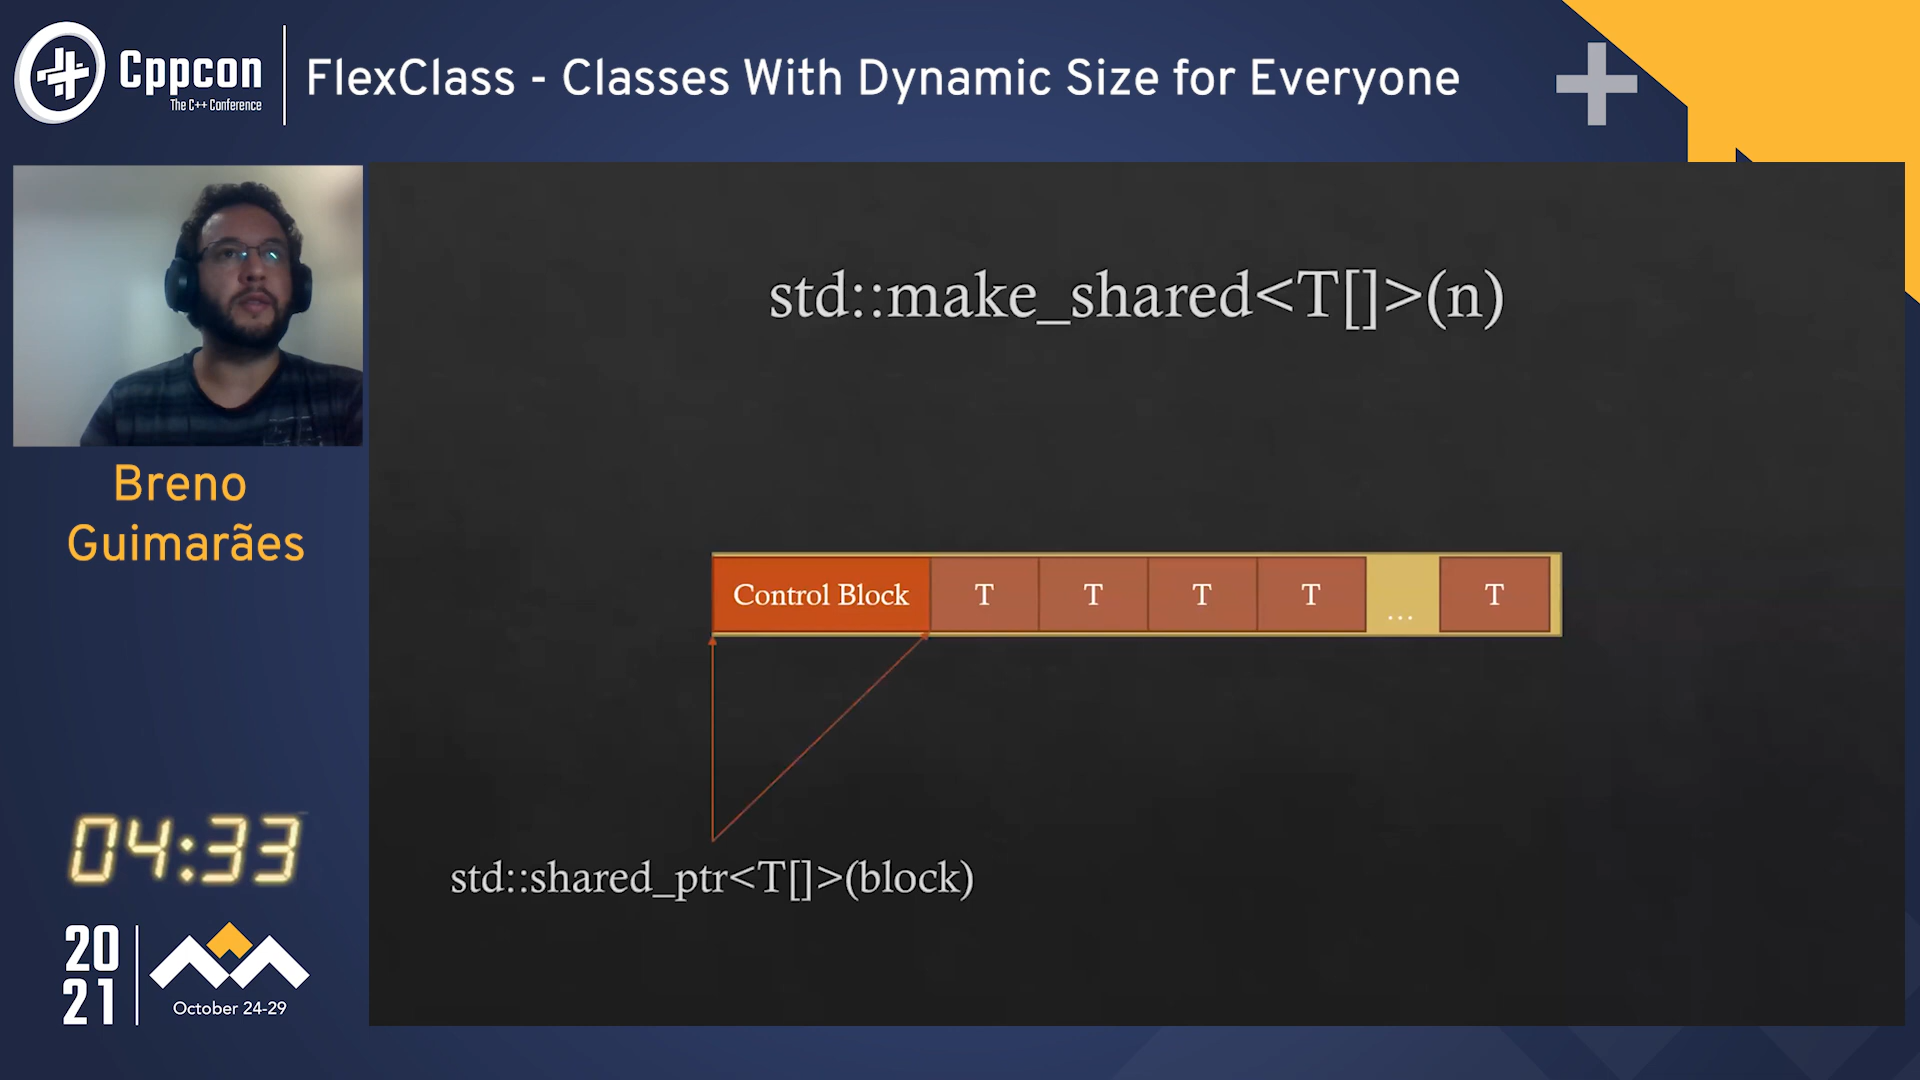 Cppcon
The C++ Conference
FlexClass - Classes With Dynamic Size for Everyone
Breno
Guimarães
std::make_shared<T[]>(n)
Control Block T T T T ... T
std::shared_ptr<T[]>(block)
04:33
20
21
October 24-29